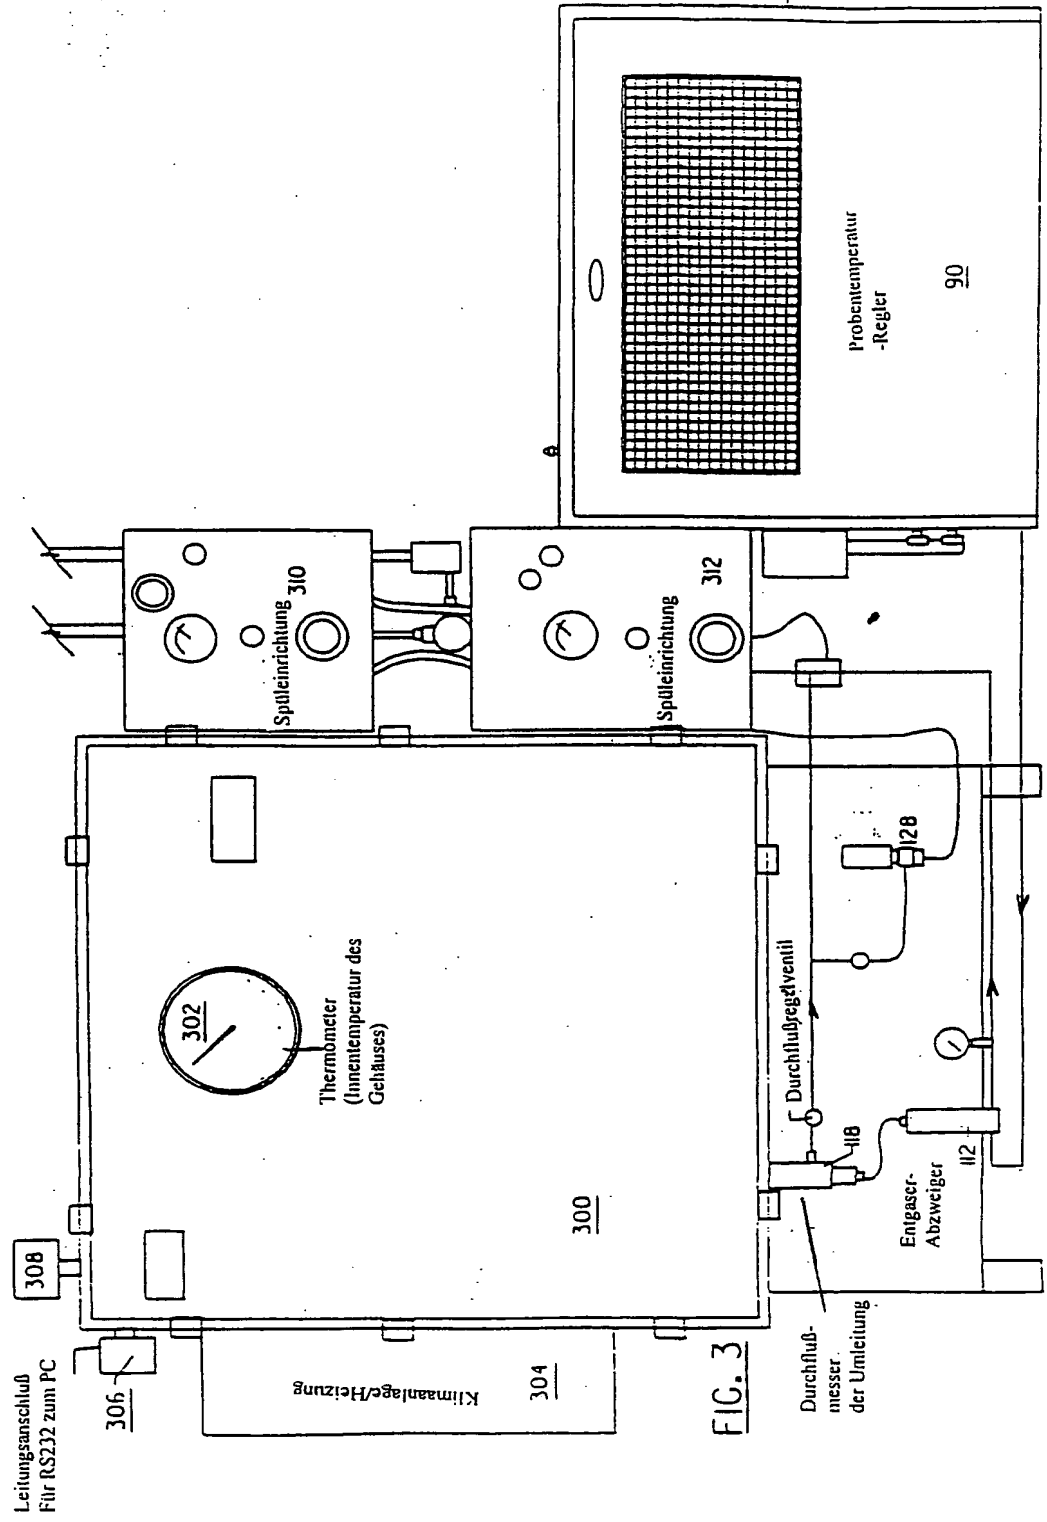 Leitungsanschluß
Für RS232 zum PC
308
306
Klimaanlage/Heizung
304
302
Thermometer
(Innentemperatur des
Gehäuses)
300
Spüleinrichtung
310
Spüleinrichtung
312
Probentemperatur
-Regler
90
128
Durchflußregelventil
118
112
Entgaser-
Abzweiger
Durchfluß-
messer
der Umleitung
FIG. 3